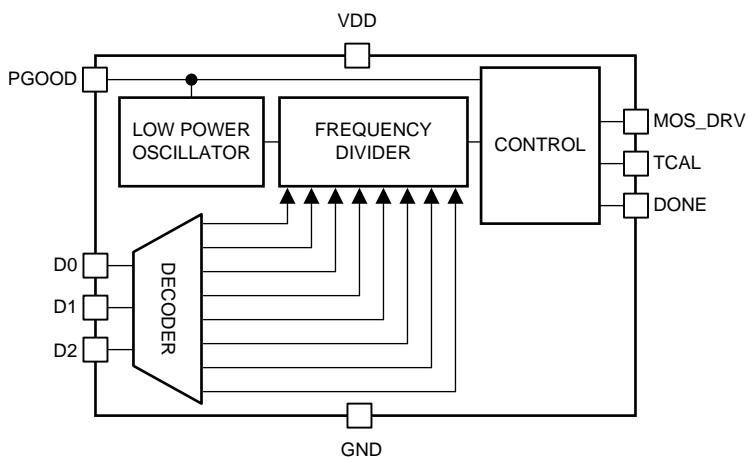 VDD
PGOOD
LOW POWER
OSCILLATOR
FREQUENCY
DIVIDER
CONTROL
MOS_DRV
TCAL
DONE
D0
D1
D2
DECODER
GND